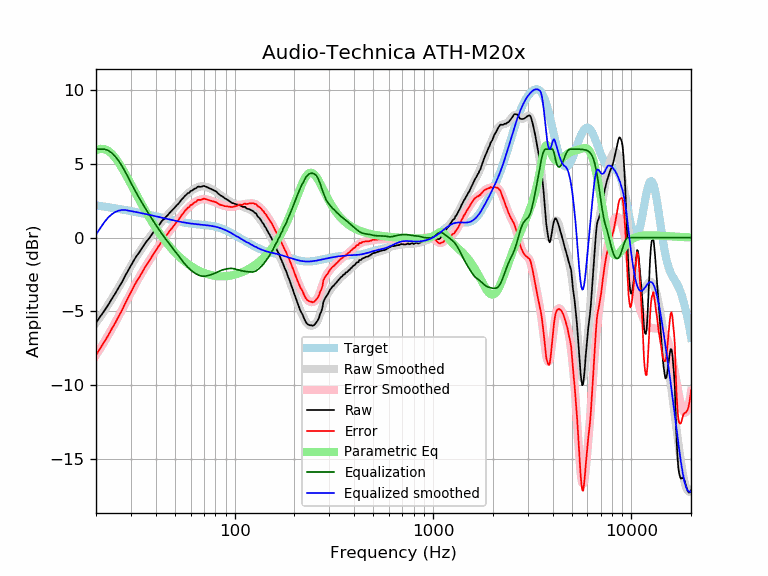 Audio-Technica ATH-M20x
10
5
0
−5
−10
−15
Amplitude (dBr)
Target
Raw Smoothed
Error Smoothed
Raw
Error
Parametric Eq
Equalization
Equalized smoothed
100
1000
10000
Frequency (Hz)